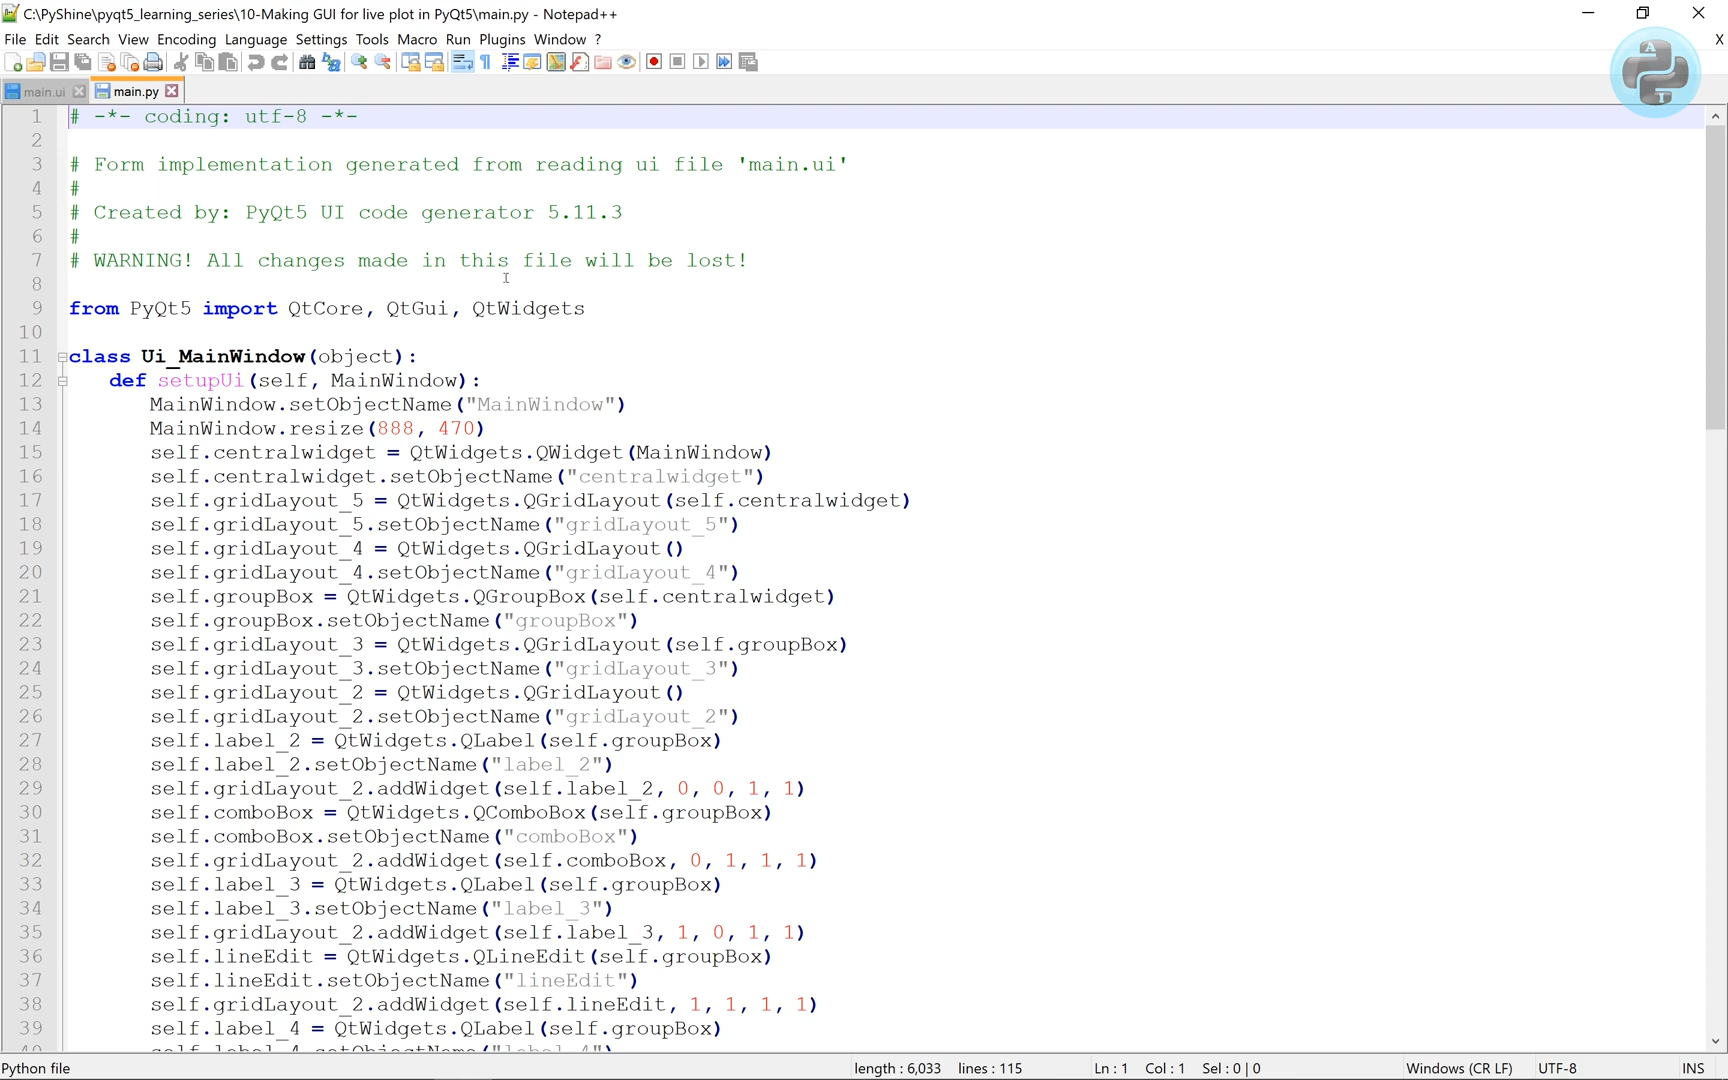 C:\PyShine\pyqt5_learning_series\10-Making GUI for live plot in PyQt5\main.py - Notepad++
File Edit Search View Encoding Language Settings Tools Macro Run Plugins Window ? X
main.ui main.py
1 # -*- coding: utf-8 -*-
2
3 # Form implementation generated from reading ui file 'main.ui'
4 #
5 # Created by: PyQt5 UI code generator 5.11.3
6 #
7 # WARNING! All changes made in this file will be lost!
8
9 from PyQt5 import QtCore, QtGui, QtWidgets
10
11 class Ui_MainWindow(object):
12 def setupUi(self, MainWindow):
13 MainWindow.setObjectName("MainWindow")
14 MainWindow.resize(888, 470)
15 self.centralwidget = QtWidgets.QWidget(MainWindow)
16 self.centralwidget.setObjectName("centralwidget")
17 self.gridLayout_5 = QtWidgets.QGridLayout(self.centralwidget)
18 self.gridLayout_5.setObjectName("gridLayout_5")
19 self.gridLayout_4 = QtWidgets.QGridLayout()
20 self.gridLayout_4.setObjectName("gridLayout_4")
21 self.groupBox = QtWidgets.QGroupBox(self.centralwidget)
22 self.groupBox.setObjectName("groupBox")
23 self.gridLayout_3 = QtWidgets.QGridLayout(self.groupBox)
24 self.gridLayout_3.setObjectName("gridLayout_3")
25 self.gridLayout_2 = QtWidgets.QGridLayout()
26 self.gridLayout_2.setObjectName("gridLayout_2")
27 self.label_2 = QtWidgets.QLabel(self.groupBox)
28 self.label_2.setObjectName("label_2")
29 self.gridLayout_2.addWidget(self.label_2, 0, 0, 1, 1)
30 self.comboBox = QtWidgets.QComboBox(self.groupBox)
31 self.comboBox.setObjectName("comboBox")
32 self.gridLayout_2.addWidget(self.comboBox, 0, 1, 1, 1)
33 self.label_3 = QtWidgets.QLabel(self.groupBox)
34 self.label_3.setObjectName("label_3")
35 self.gridLayout_2.addWidget(self.label_3, 1, 0, 1, 1)
36 self.lineEdit = QtWidgets.QLineEdit(self.groupBox)
37 self.lineEdit.setObjectName("lineEdit")
38 self.gridLayout_2.addWidget(self.lineEdit, 1, 1, 1, 1)
39 self.label_4 = QtWidgets.QLabel(self.groupBox)
40 self.label_4.setObjectName("label_4")
Python file length : 6,033 lines : 115 Ln : 1 Col : 1 Sel : 0 | 0 Windows (CR LF) UTF-8 INS